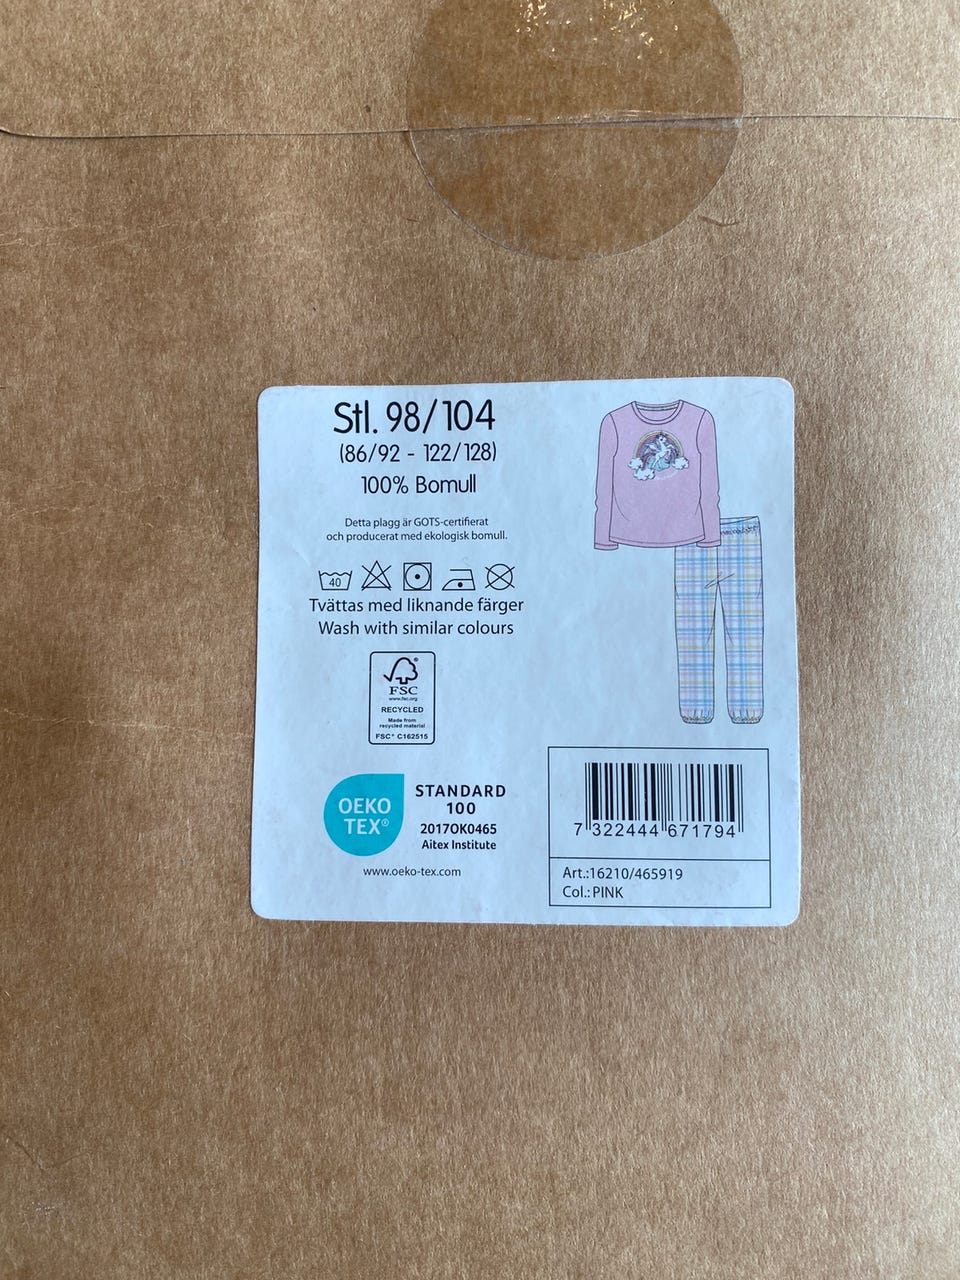 Stl. 98/104
(86/92 - 122/128)
100% Bomull
Detta plagg är GOTS-certifierat
och producerat med ekologisk bomull.
40
Tvättas med liknande färger
Wash with similar colours
FSC®
www.fsc.org
RECYCLED
Made from
recycled material
FSC® C162515
OEKO
TEX®
STANDARD
100
2017OK0465
Aitex Institute
www.oeko-tex.com
7 322444 671794
Art.:16210/465919
Col.: PINK